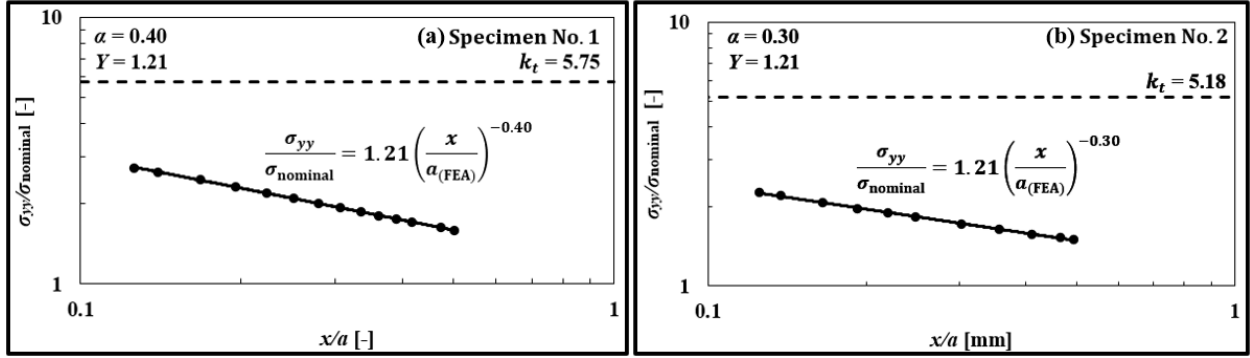 10
α = 0.40
(a) Specimen No. 1
Y = 1.21
k_t = 5.75
σ_yy/σ_nominal [-]
σ_yy/σ_nominal = 1.21 (x/a_(FEA))^−0.40
1
0.1
1
x/a [-]
10
α = 0.30
(b) Specimen No. 2
Y = 1.21
k_t = 5.18
σ_yy/σ_nominal [-]
σ_yy/σ_nominal = 1.21 (x/a_(FEA))^−0.30
1
0.1
1
x/a [mm]